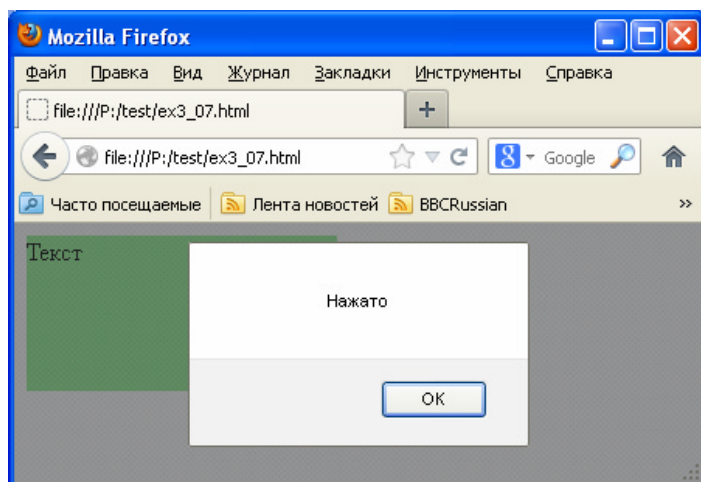 Mozilla Firefox
Файл Правка Вид Журнал Закладки Инструменты Справка
file:///P:/test/ex3_07.html +
file:///P:/test/ex3_07.html 8 Google
Часто посещаемые Лента новостей BBCRussian »
Текст
Нажато
OK